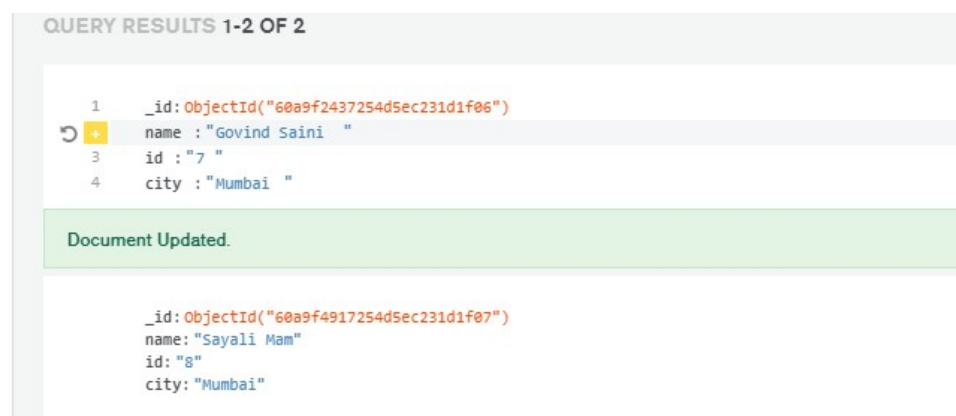 QUERY RESULTS 1-2 OF 2
1 _id: ObjectId("60a9f2437254d5ec231d1f06")
+ name : "Govind Saini  "
3 id : "7 "
4 city : "Mumbai  "
Document Updated.
_id: ObjectId("60a9f4917254d5ec231d1f07")
name: "Sayali Mam"
id: "8"
city: "Mumbai"